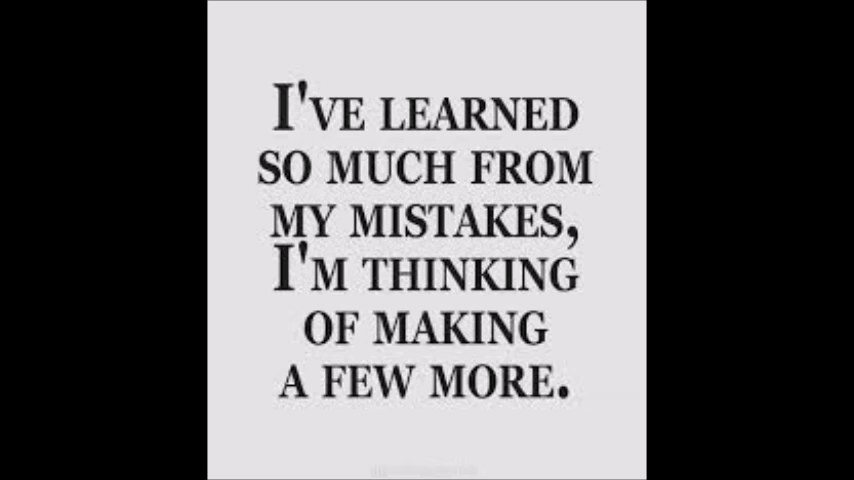 I'VE LEARNED
SO MUCH FROM
MY MISTAKES,
I'M THINKING
OF MAKING
A FEW MORE.